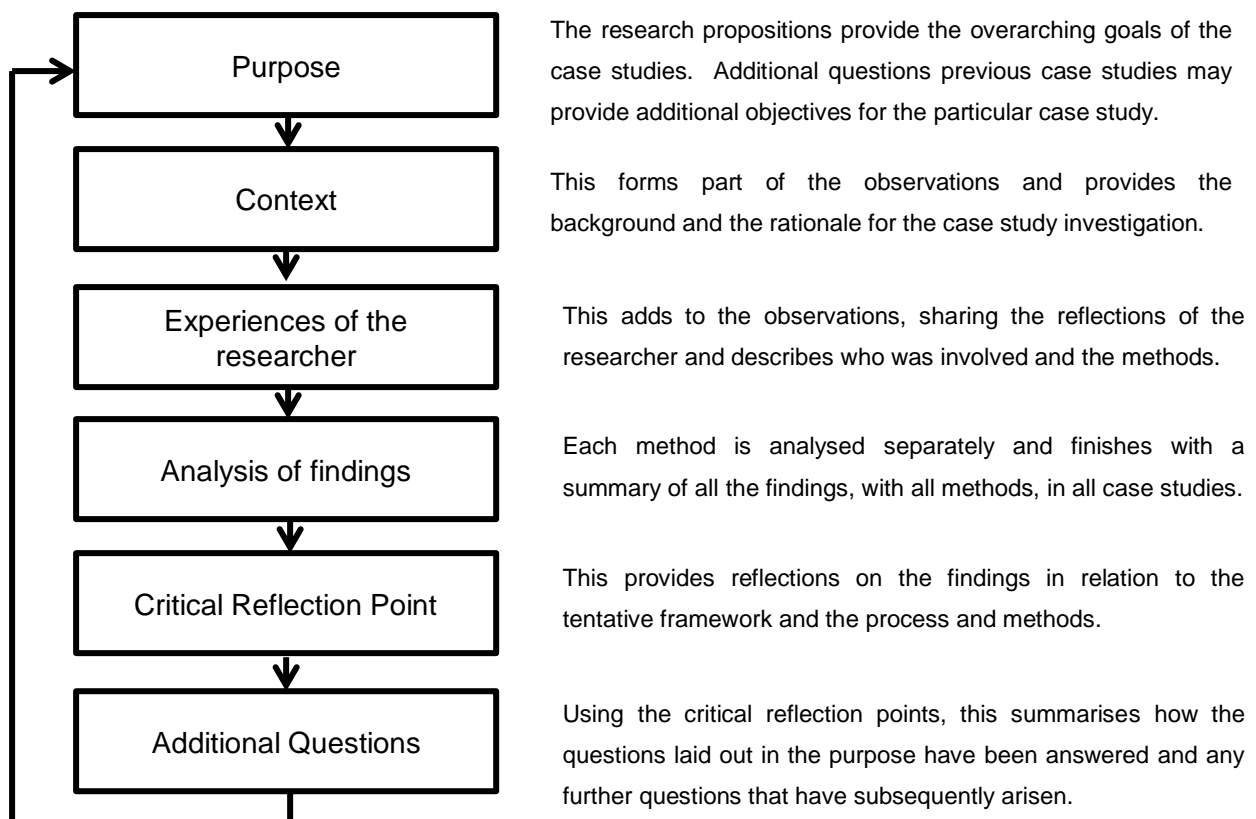 Purpose
The research propositions provide the overarching goals of the
case studies. Additional questions previous case studies may
provide additional objectives for the particular case study.
Context
This forms part of the observations and provides the
background and the rationale for the case study investigation.
Experiences of the
researcher
This adds to the observations, sharing the reflections of the
researcher and describes who was involved and the methods.
Analysis of findings
Each method is analysed separately and finishes with a
summary of all the findings, with all methods, in all case studies.
Critical Reflection Point
This provides reflections on the findings in relation to the
tentative framework and the process and methods.
Additional Questions
Using the critical reflection points, this summarises how the
questions laid out in the purpose have been answered and any
further questions that have subsequently arisen.